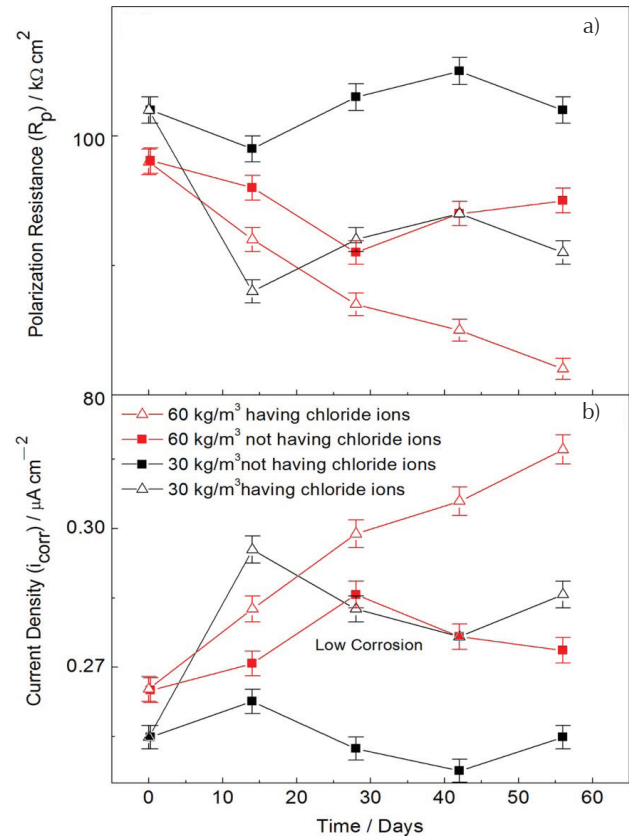 a)
Polarization Resistance (Rp) / kΩ cm²
100
80
b)
60 kg/m³ having chloride ions
60 kg/m³ not having chloride ions
30 kg/m³not having chloride ions
30 kg/m³having chloride ions
Current Density (icorr) / µA cm⁻²
0.30
Low Corrosion
0.27
0 10 20 30 40 50 60
Time / Days